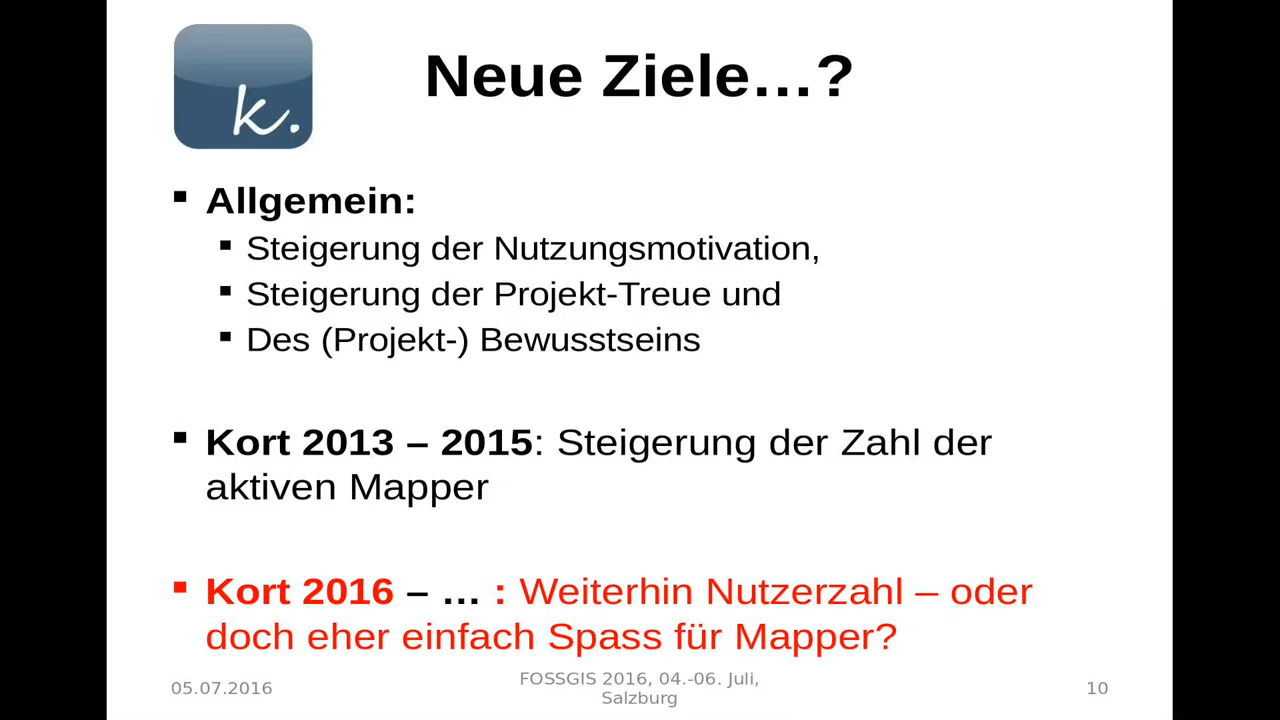 k.
Neue Ziele…?
▪ Allgemein:
▪ Steigerung der Nutzungsmotivation,
▪ Steigerung der Projekt-Treue und
▪ Des (Projekt-) Bewusstseins
▪ Kort 2013 – 2015: Steigerung der Zahl der
aktiven Mapper
▪ Kort 2016 – … : Weiterhin Nutzerzahl – oder
doch eher einfach Spass für Mapper?
05.07.2016
FOSSGIS 2016, 04.-06. Juli,
Salzburg
10